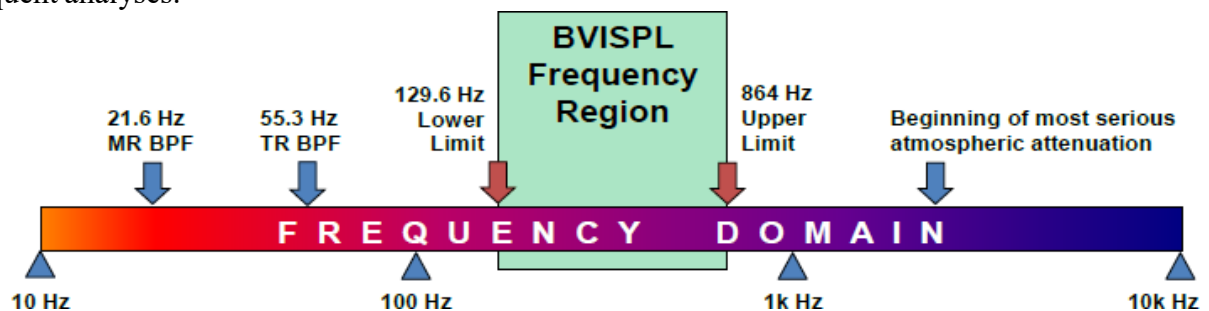 quent analyses.
BVISPL
Frequency
Region
129.6 Hz
Lower
Limit
864 Hz
Upper
Limit
21.6 Hz
MR BPF
55.3 Hz
TR BPF
Beginning of most serious
atmospheric attenuation
FREQUENCY DOMAIN
10 Hz
100 Hz
1k Hz
10k Hz